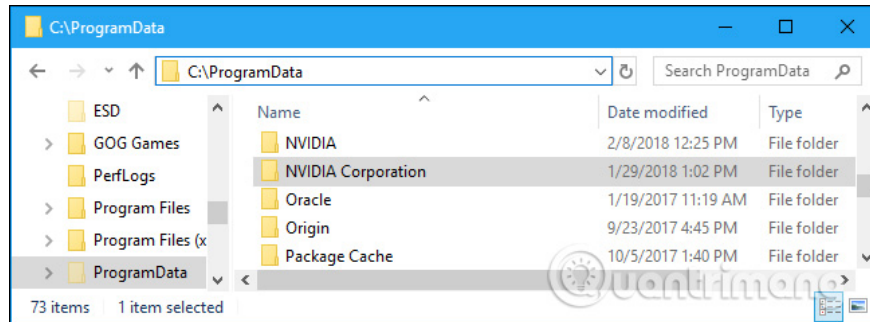 C:\ProgramData
C:\ProgramData
Search ProgramData
ESD
GOG Games
PerfLogs
Program Files
Program Files (x
ProgramData
Name Date modified Type
NVIDIA 2/8/2018 12:25 PM File folder
NVIDIA Corporation 1/29/2018 1:02 PM File folder
Oracle 1/19/2017 11:19 AM File folder
Origin 9/23/2017 4:45 PM File folder
Package Cache 10/5/2017 1:40 PM File folder
Quantrimang
73 items 1 item selected